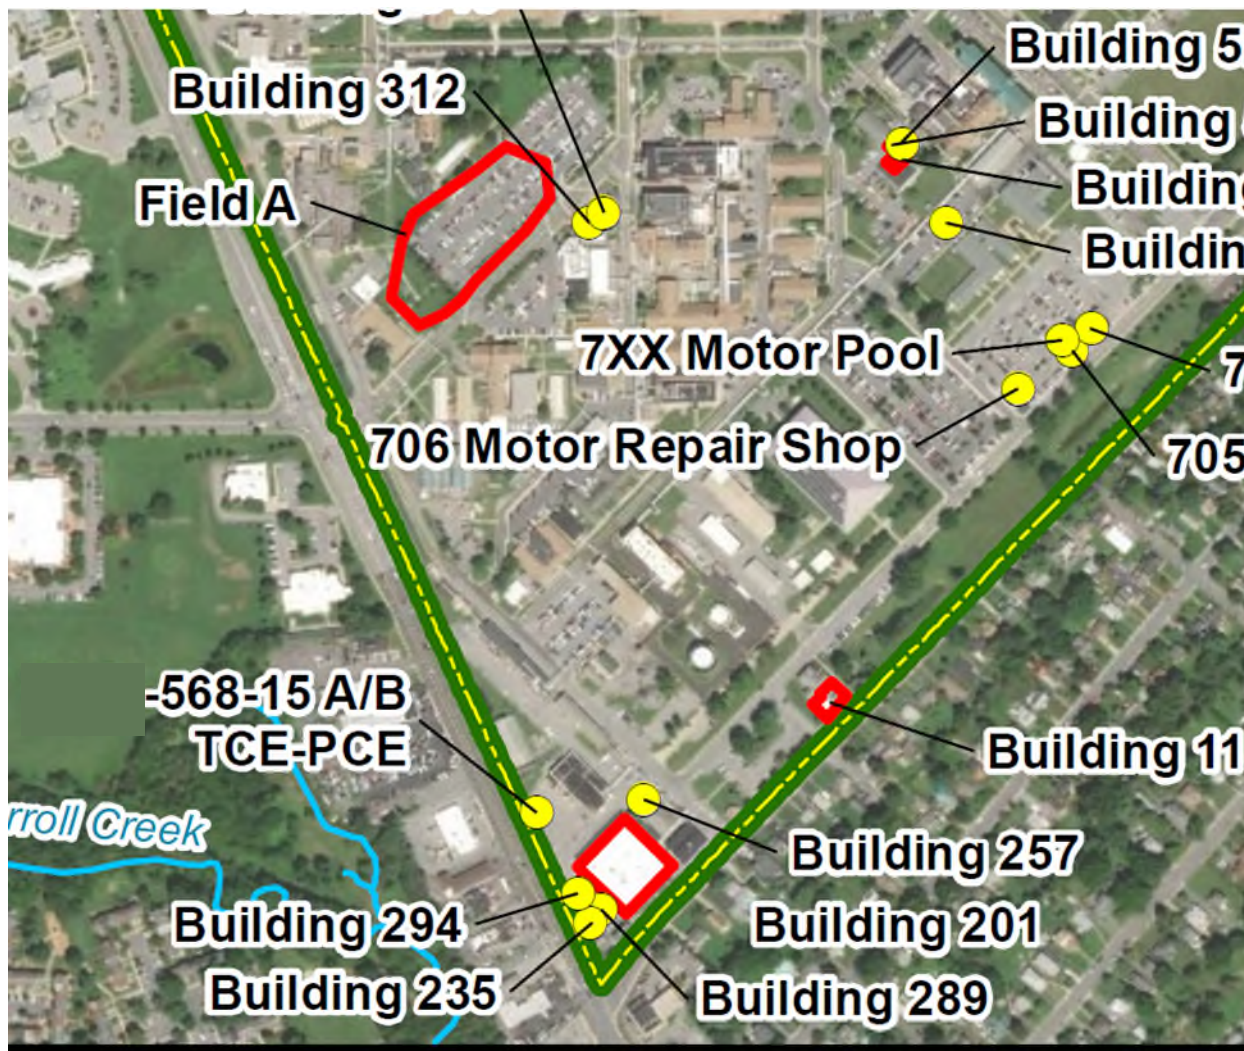 Building 312
Building 5
Building
Field A
Building
Buildin
7XX Motor Pool
7
706 Motor Repair Shop
705
-568-15 A/B
TCE-PCE
Building 11
rroll Creek
Building 257
Building 294
Building 201
Building 235
Building 289